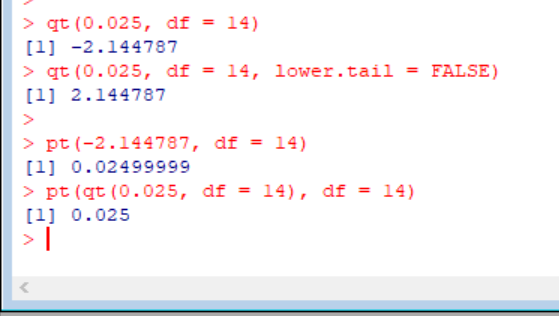 >
> qt(0.025, df = 14)
[1] -2.144787
> qt(0.025, df = 14, lower.tail = FALSE)
[1] 2.144787
>
> pt(-2.144787, df = 14)
[1] 0.02499999
> pt(qt(0.025, df = 14), df = 14)
[1] 0.025
>